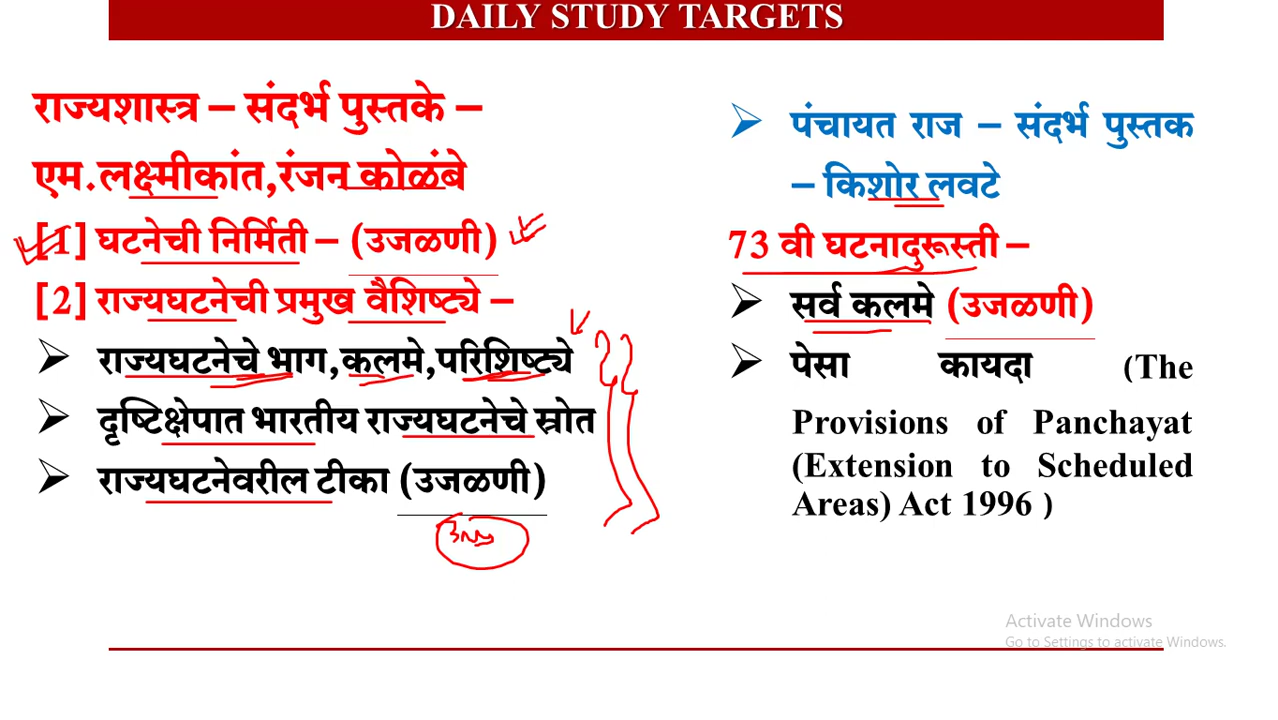 DAILY STUDY TARGETS
राज्यशास्त्र – संदर्भ पुस्तके –
एम.लक्ष्मीकांत,रंजन कोळंबे
[1] घटनेची निर्मिती – (उजळणी)
[2] राज्यघटनेची प्रमुख वैशिष्ट्ये –
➢ राज्यघटनेचे भाग,कलमे,परिशिष्ट्ये
➢ दृष्टिक्षेपात भारतीय राज्यघटनेचे स्रोत
➢ राज्यघटनेवरील टीका (उजळणी)
➢ पंचायत राज – संदर्भ पुस्तक
– किशोर लवटे
73 वी घटनादुरूस्ती –
➢ सर्व कलमे (उजळणी)
➢ पेसा कायदा (The
Provisions of Panchayat
(Extension to Scheduled
Areas) Act 1996 )
Activate Windows
Go to Settings to activate Windows.